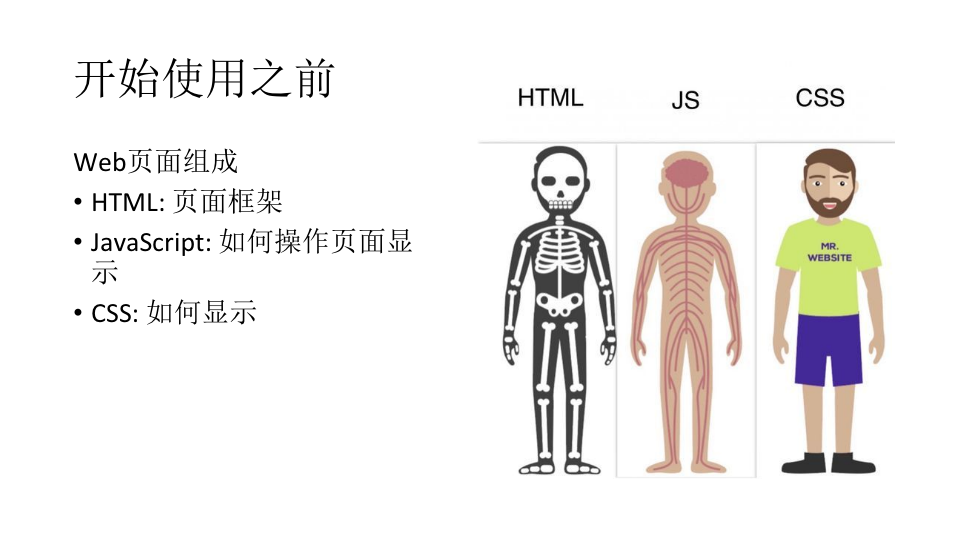 开始使用之前
Web页面组成
• HTML: 页面框架
• JavaScript: 如何操作页面显
示
• CSS: 如何显示
HTML JS CSS
MR.
WEBSITE